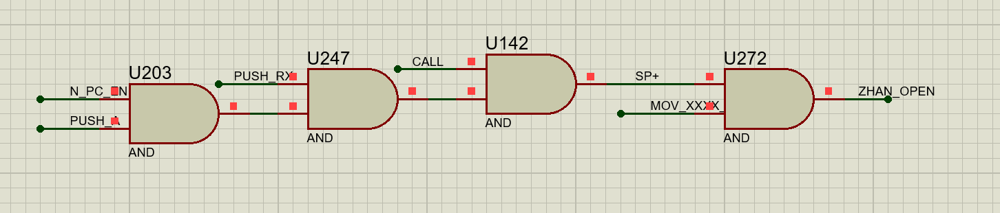 U203
N_PC_EN
PUSH_A
AND
U247
PUSH_RX
AND
U142
CALL
AND
SP+
U272
MOV_XXXX_
AND
ZHAN_OPEN